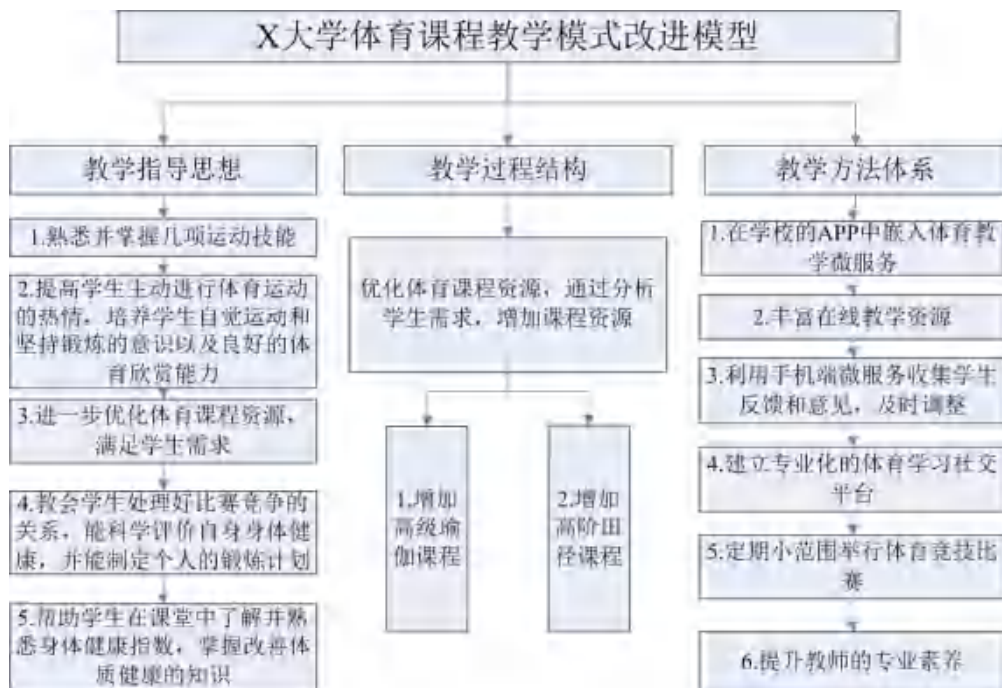 X大学体育课程教学模式改进模型
教学指导思想
1.熟悉并掌握几项运动技能
2.提高学生主动进行体育运动
的热情，培养学生自觉运动和
坚持锻炼的意识以及良好的体
育欣赏能力
3.进一步优化体育课程资源，
满足学生需求
4.教会学生处理好比赛竞争的
关系，能科学评价自身身体健
康，并能制定个人的锻炼计划
5.帮助学生在课堂中了解并熟
悉身体健康指数，掌握改善体
质健康的知识
教学过程结构
优化体育课程资源，通过分析
学生需求，增加课程资源
1.增加
高级瑜
伽课程
2.增加
高阶田
径课程
教学方法体系
1.在学校的APP中嵌入体育教
学微服务
2.丰富在线教学资源
3.利用手机端微服务收集学生
反馈和意见，及时调整
4.建立专业化的体育学习社交
平台
5.定期小范围举行体育竞技比
赛
6.提升教师的专业素养